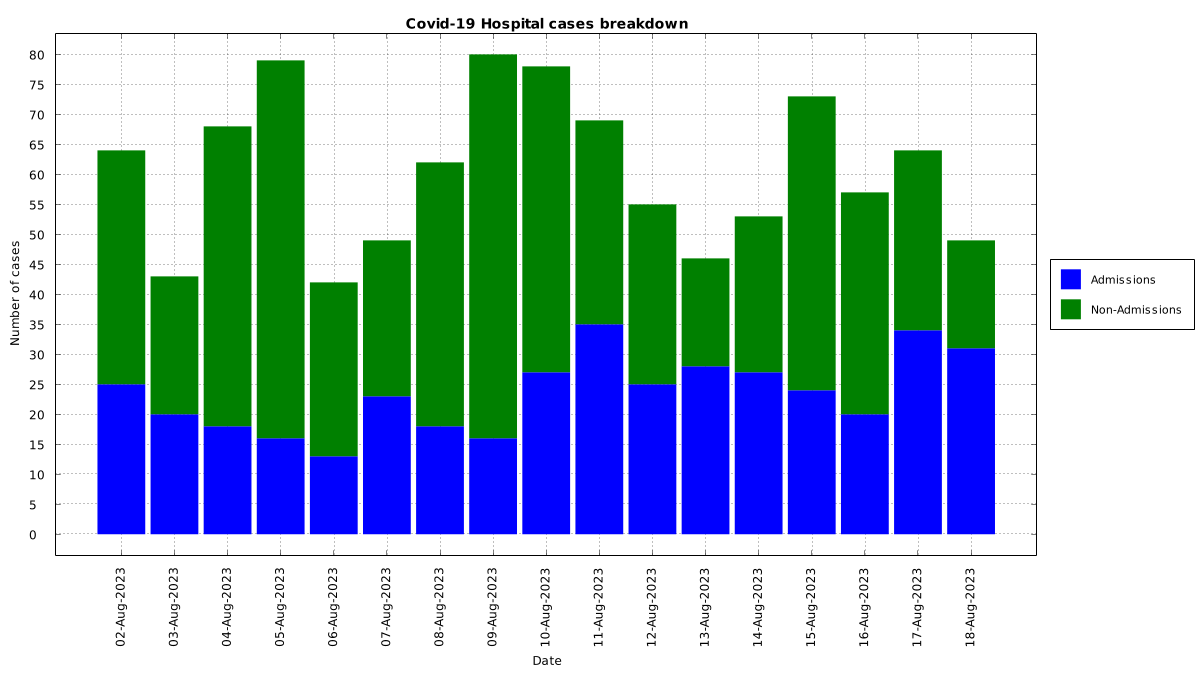 Covid-19 Hospital cases breakdown
80
75
70
65
60
55
50
45
40
35
30
25
20
15
10
5
0
Number of cases
02-Aug-2023
03-Aug-2023
04-Aug-2023
05-Aug-2023
06-Aug-2023
07-Aug-2023
08-Aug-2023
09-Aug-2023
10-Aug-2023
11-Aug-2023
12-Aug-2023
13-Aug-2023
14-Aug-2023
15-Aug-2023
16-Aug-2023
17-Aug-2023
18-Aug-2023
Date
Admissions
Non-Admissions